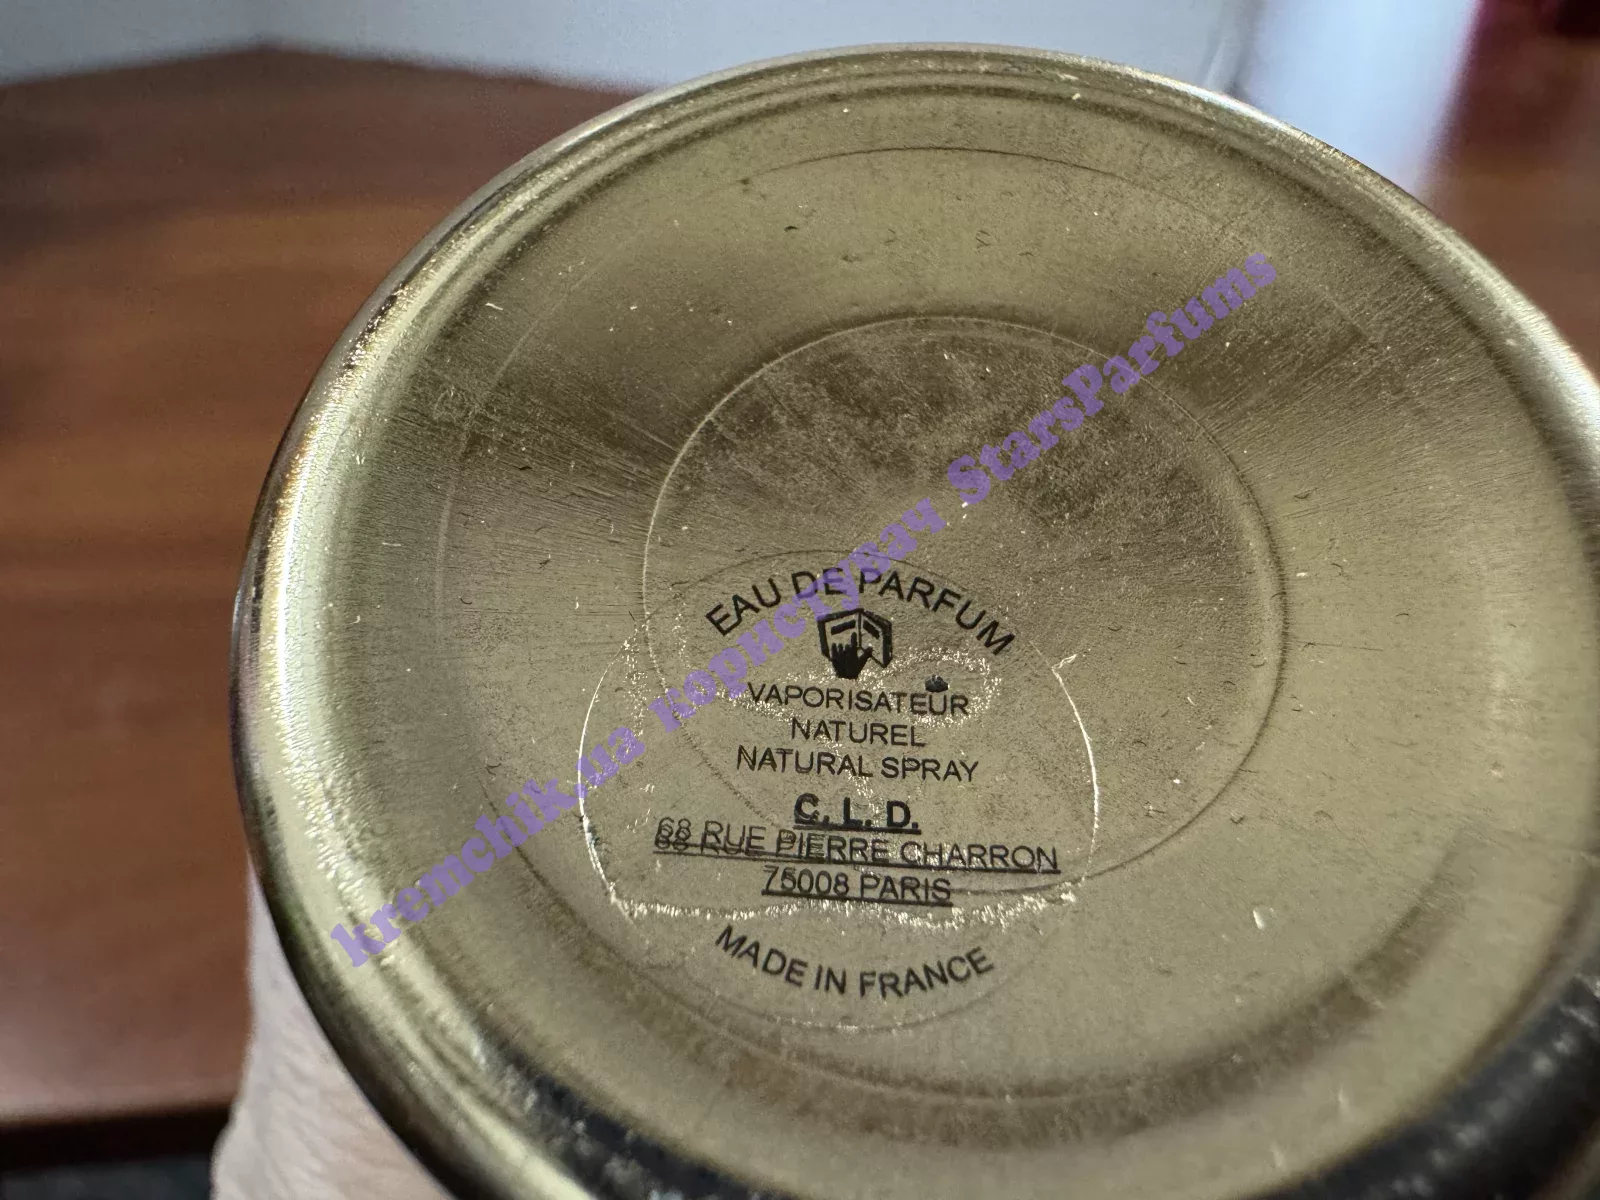 EAU DE PARFUM
VAPORISATEUR
NATUREL
NATURAL SPRAY
C. L. D.
68 RUE PIERRE CHARRON
75008 PARIS
MADE IN FRANCE
kremchik.ua користувач StarsParfums